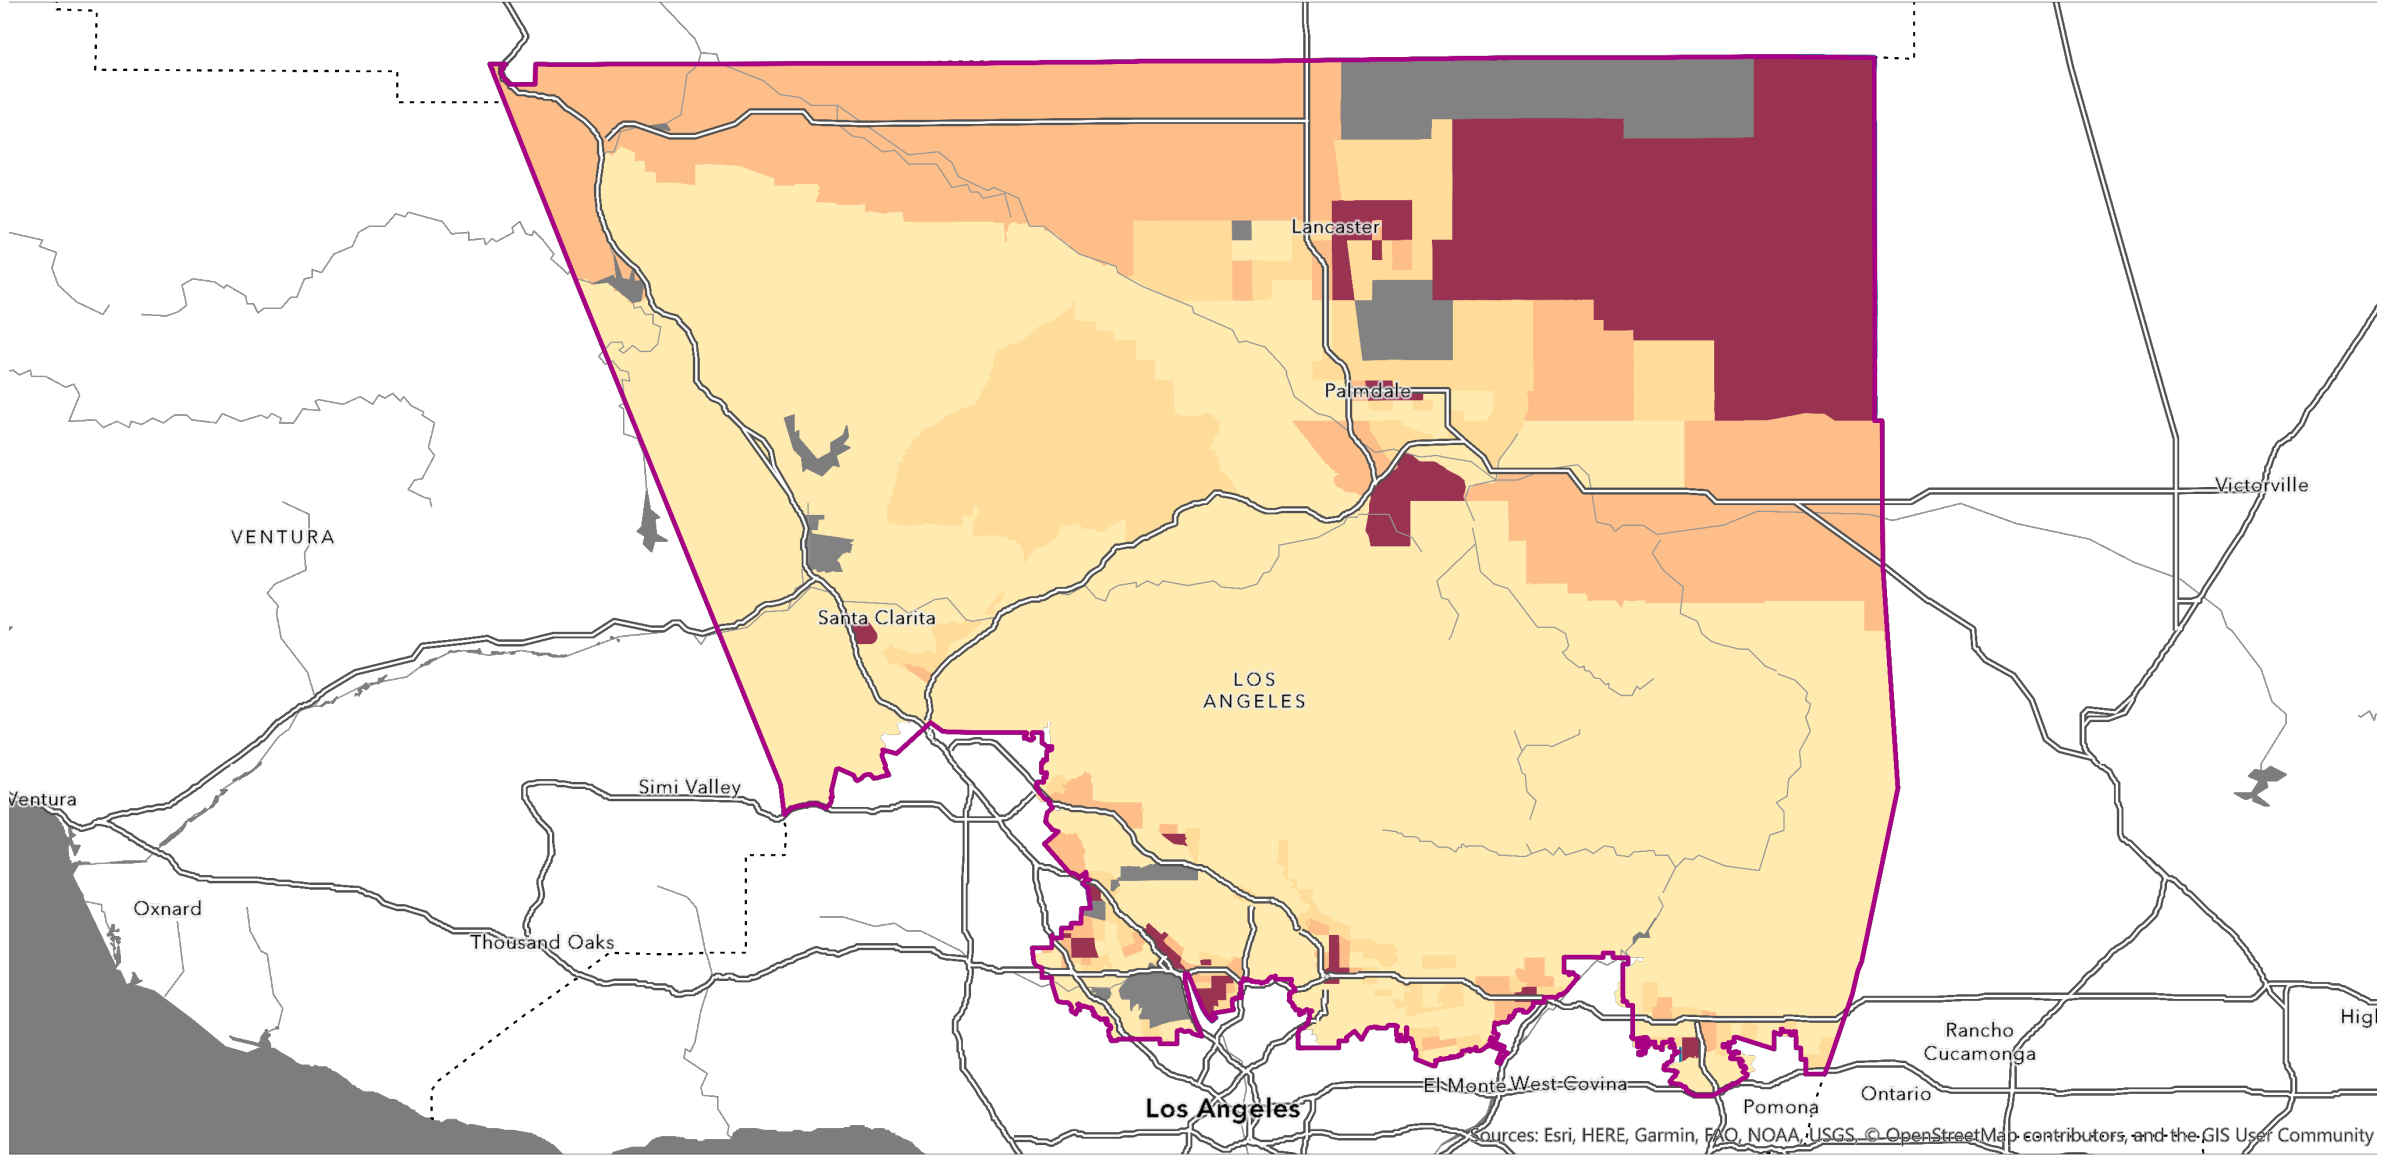 Lancaster
Palmdale
Victorville
VENTURA
Santa Clarita
LOS
ANGELES
Simi Valley
Ventura
Oxnard
Thousand Oaks
Rancho
Cucamonga
High
El Monte
West Covina
Ontario
Pomona
Los Angeles
Sources: Esri, HERE, Garmin, FAO, NOAA, USGS, © OpenStreetMap contributors, and the GIS User Community